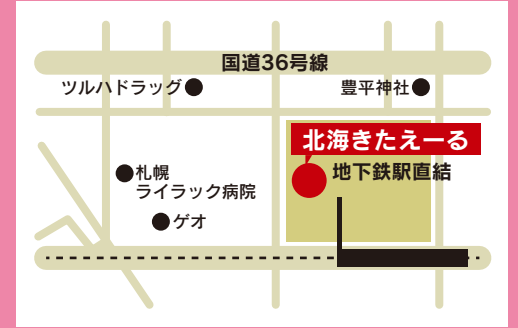 国道36号線
ツルハドラッグ
豊平神社
北海きたえーる
地下鉄駅直結
札幌
ライラック病院
ゲオ